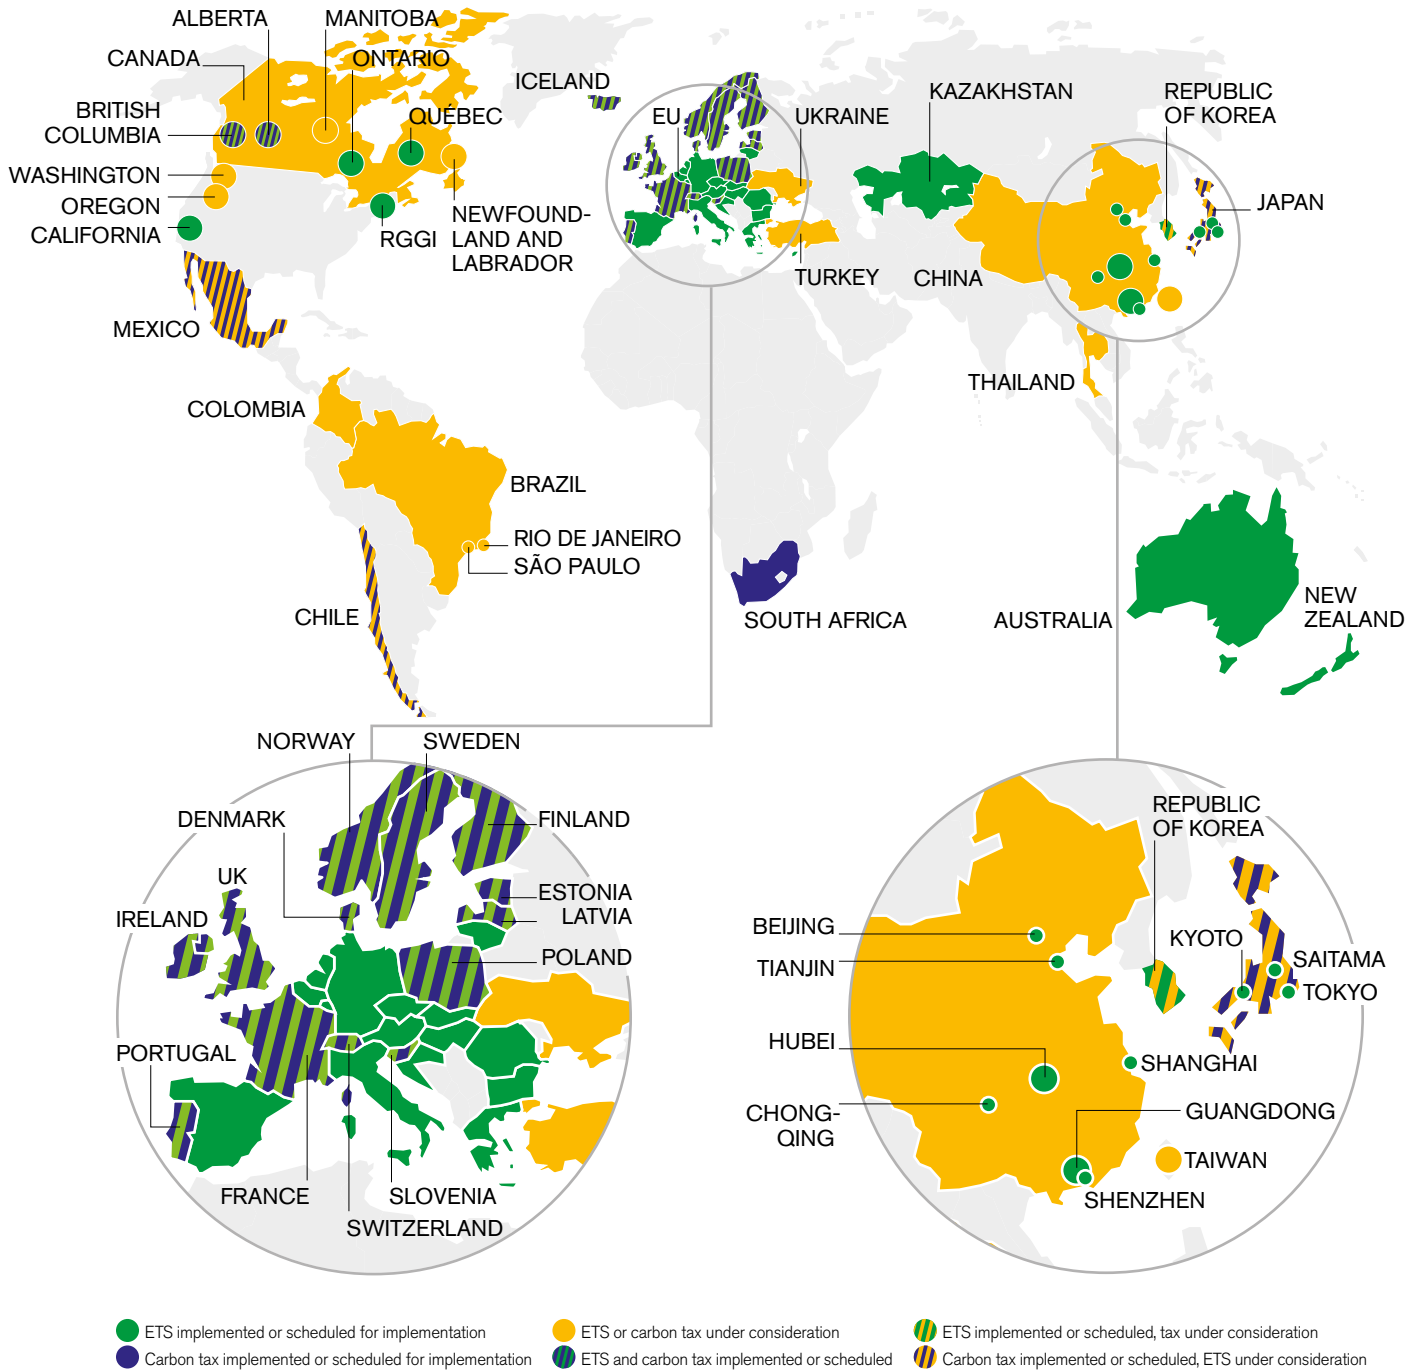 ALBERTA
MANITOBA
CANADA
ONTARIO
BRITISH
COLUMBIA
QUÉBEC
WASHINGTON
OREGON
CALIFORNIA
RGGI
NEWFOUND-
LAND AND
LABRADOR
MEXICO
ICELAND
EU
UKRAINE
TURKEY
KAZAKHSTAN
REPUBLIC
OF KOREA
JAPAN
CHINA
THAILAND
COLOMBIA
BRAZIL
RIO DE JANEIRO
SÃO PAULO
CHILE
SOUTH AFRICA
AUSTRALIA
NEW
ZEALAND
NORWAY
SWEDEN
DENMARK
FINLAND
UK
IRELAND
ESTONIA
LATVIA
POLAND
PORTUGAL
FRANCE
SLOVENIA
SWITZERLAND
REPUBLIC
OF KOREA
BEIJING
TIANJIN
KYOTO
SAITAMA
TOKYO
HUBEI
SHANGHAI
CHONG-
QING
GUANGDONG
TAIWAN
SHENZHEN
ETS implemented or scheduled for implementation
Carbon tax implemented or scheduled for implementation
ETS or carbon tax under consideration
ETS and carbon tax implemented or scheduled
ETS implemented or scheduled, tax under consideration
Carbon tax implemented or scheduled, ETS under consideration